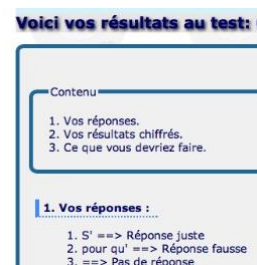 Voici vos résultats au test:
Contenu
1. Vos réponses.
2. Vos résultats chiffrés.
3. Ce que vous devriez faire.
1. Vos réponses :
1. S' ==> Réponse juste
2. pour qu' ==> Réponse fausse
3. ==> Pas de réponse